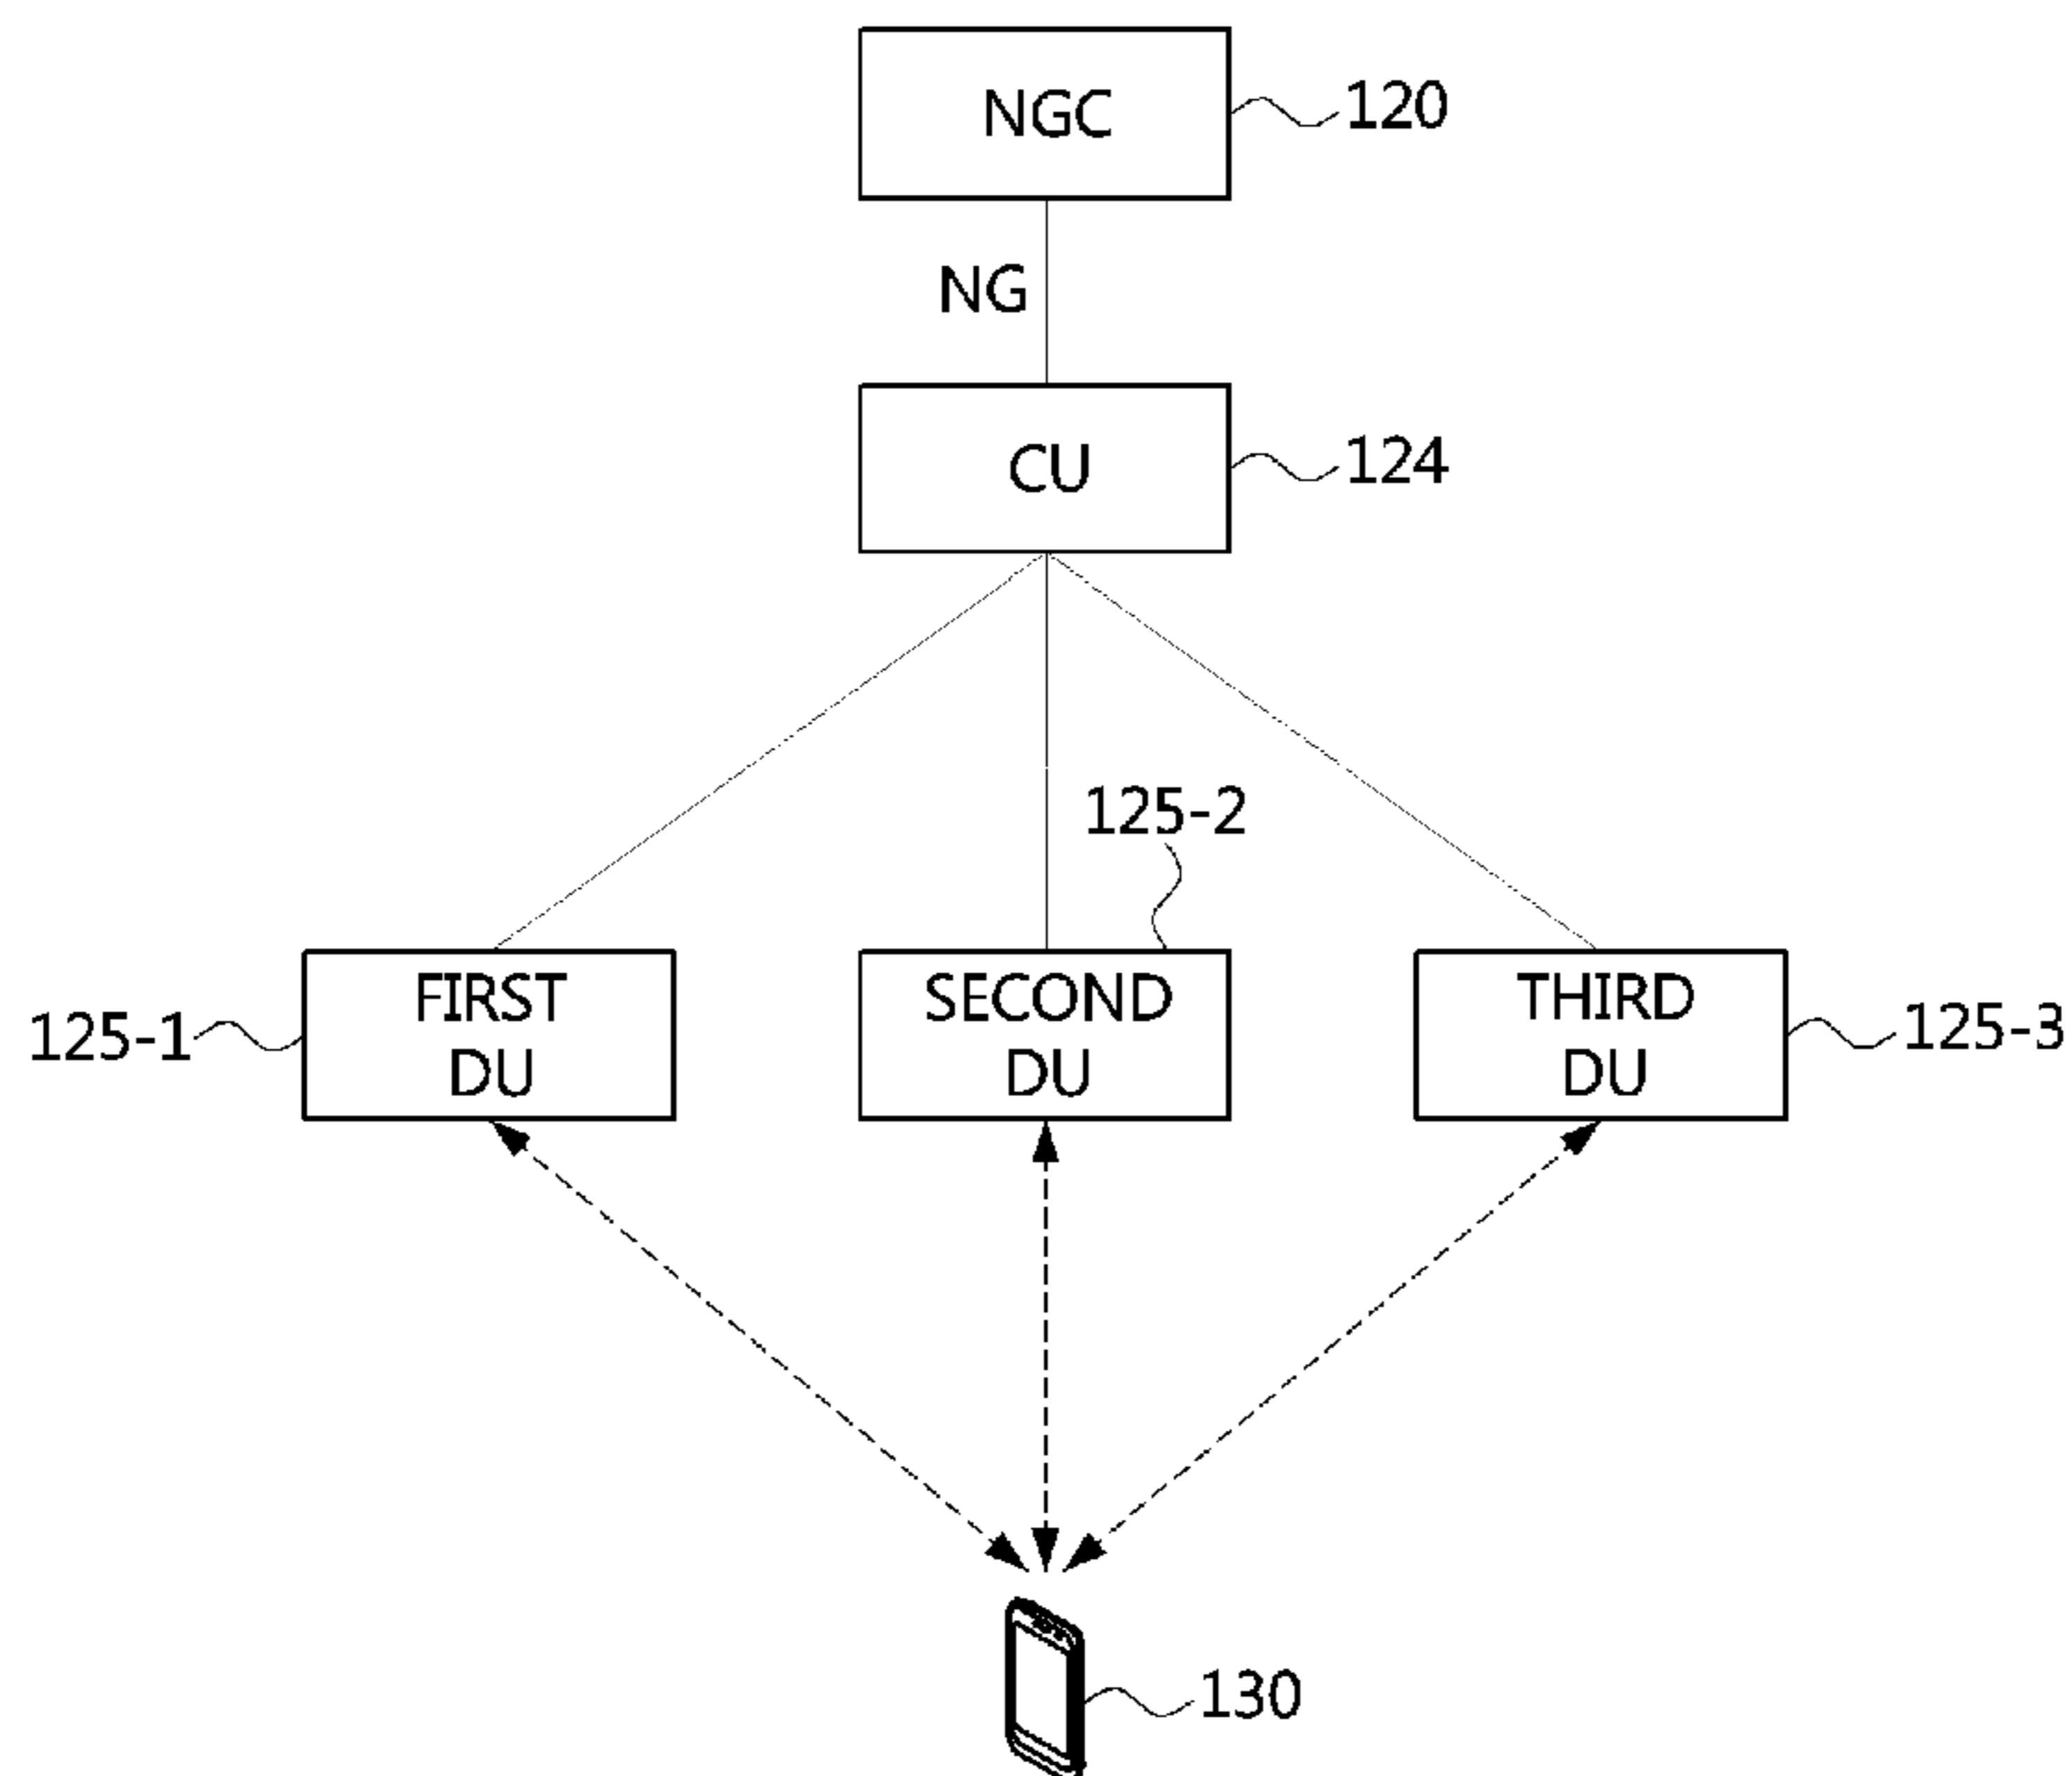 NGC
120
NG
CU
124
125-2
FIRST
DU
SECOND
DU
THIRD
DU
125-1
125-3
130